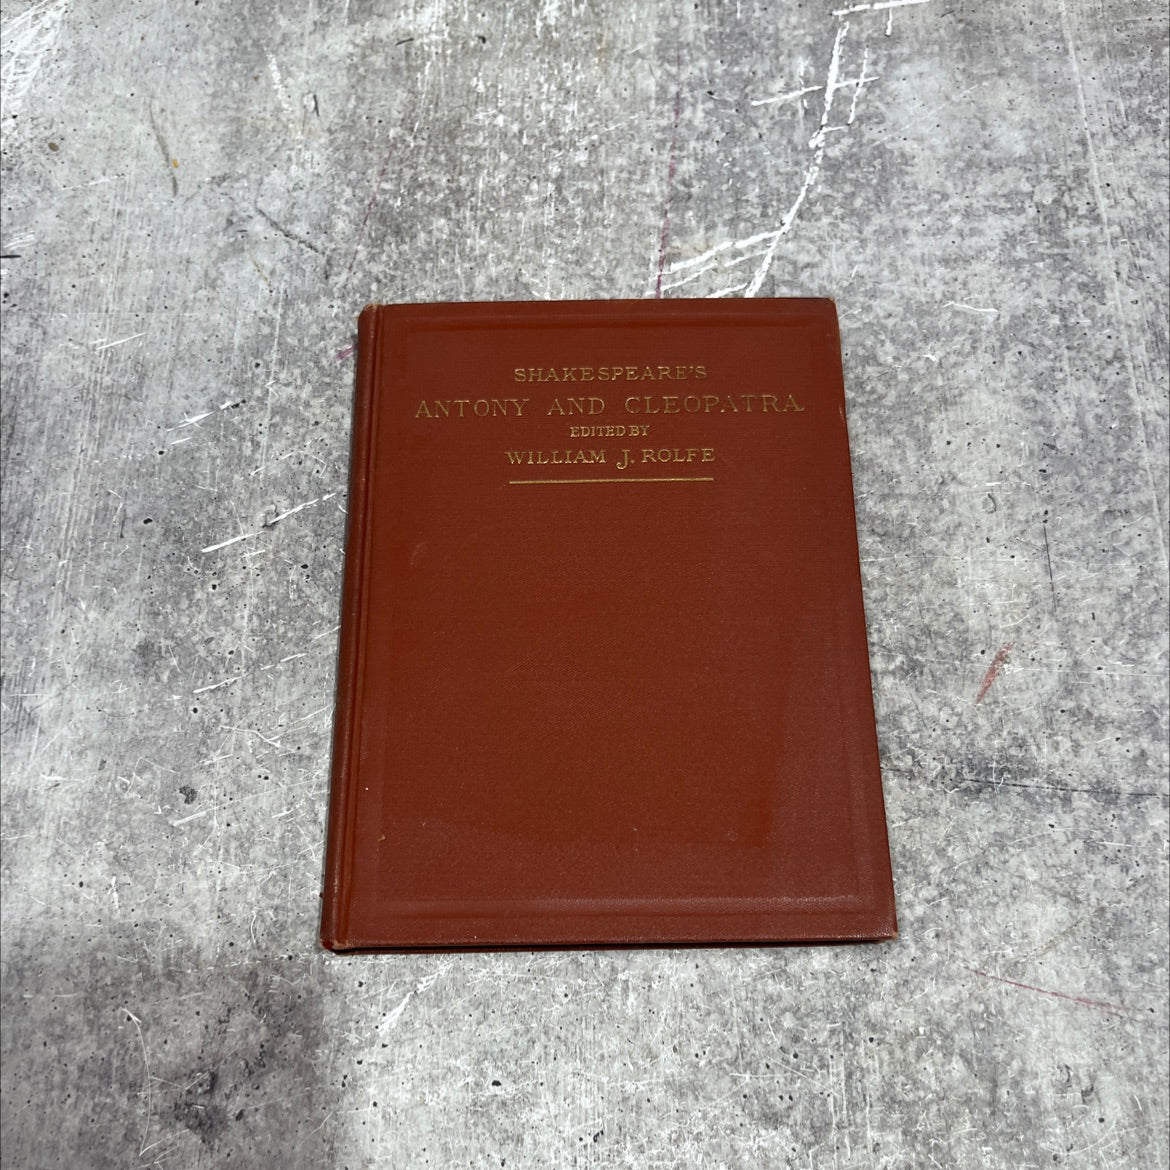 SHAKESPEARE'S
ANTONY AND CLEOPATRA
EDITED BY
WILLIAM J. ROLFE